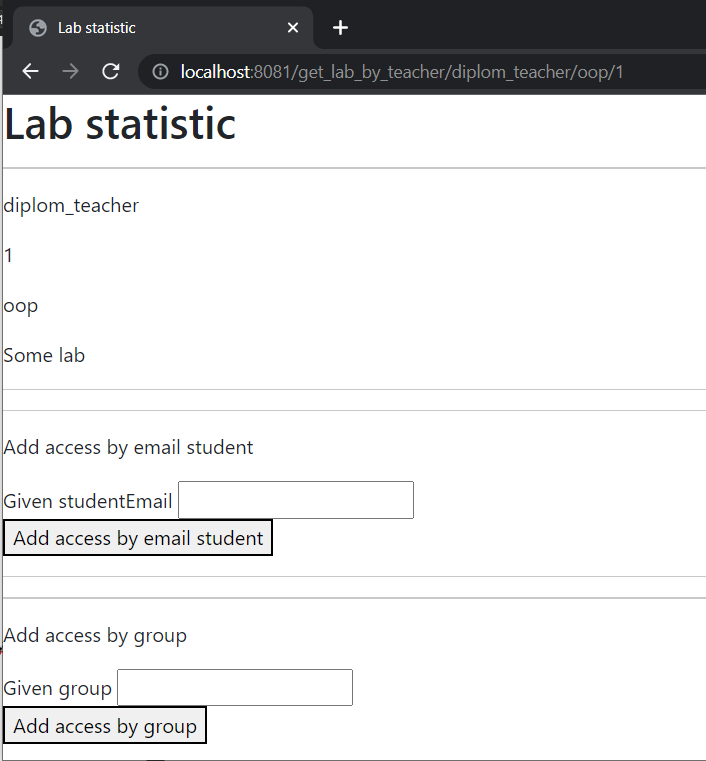 Lab statistic
localhost:8081/get_lab_by_teacher/diplom_teacher/oop/1
Lab statistic
diplom_teacher
1
oop
Some lab
Add access by email student
Given studentEmail
Add access by email student
Add access by group
Given group
Add access by group